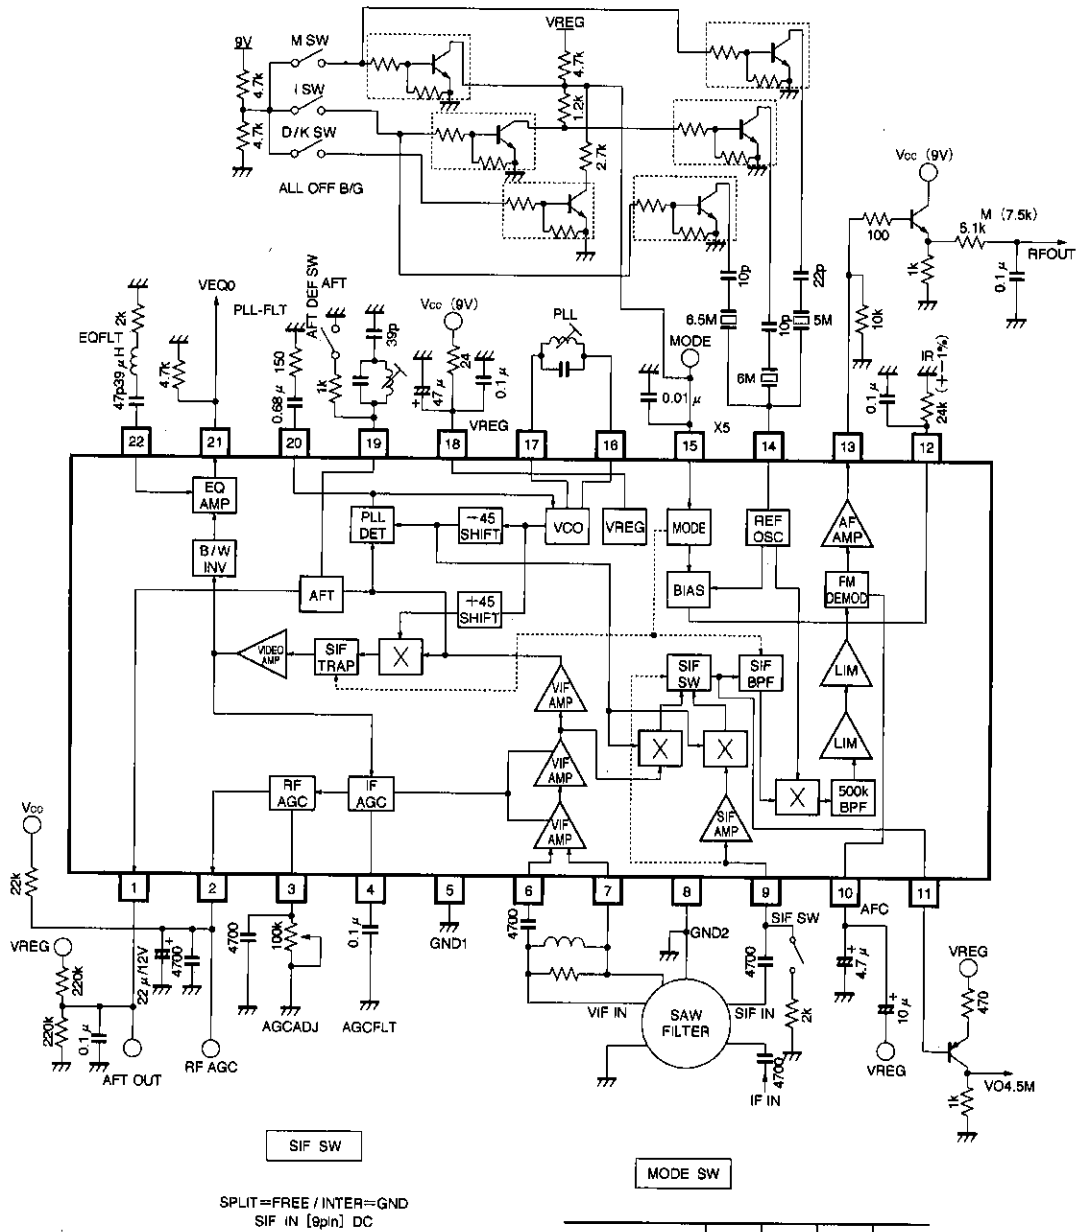 VREG
9V
M SW
4.7k
4.7k
I SW
1.2k
4.7k
D/K SW
2.7k
ALL OFF B/G
Vcc (9V)
100
M (7.5k)
5.1k
RFOUT
1k
0.1μ
10p
22p
10k
6.5M
10p
5M
6M
IR
24k (+-1%)
0.1μ
VEQ0
PLL-FLT
AFT DEF SW
AFT
2k
EQFLT
47p39μH
4.7k
150
0.68μ
1k
39p
Vcc (9V)
24
47μ
0.1μ
VREG
PLL
MODE
0.01μ
X5
22
21
20
19
18
17
16
15
14
13
12
EQ
AMP
PLL
DET
-45
SHIFT
VCO
VREG
MODE
REF
OSC
AF
AMP
B/W
INV
AFT
+45
SHIFT
BIAS
FM
DEMOD
VIDEO
AMP
SIF
TRAP
X
SIF
SW
SIF
BPF
LIM
VIF
AMP
X
X
LIM
VIF
AMP
RF
AGC
IF
AGC
X
500k
BPF
VIF
AMP
SIF
AMP
Vcc
22k
1
2
3
4
5
6
7
8
9
10
11
VREG
220k
220k
0.1μ
22μ/12V
4700
4700
100k
0.1μ
GND1
4700
GND2
SIF SW
AFC
4700
4.7μ
VREG
470
VIF IN
SAW
FILTER
SIF IN
2k
10μ
AGCADJ
AGCFLT
RF AGC
AFT OUT
4700
IF IN
VREG
VO4.5M
1k
SIF SW
MODE SW
SPLIT=FREE / INTER=GND
SIF IN [9pin] DC